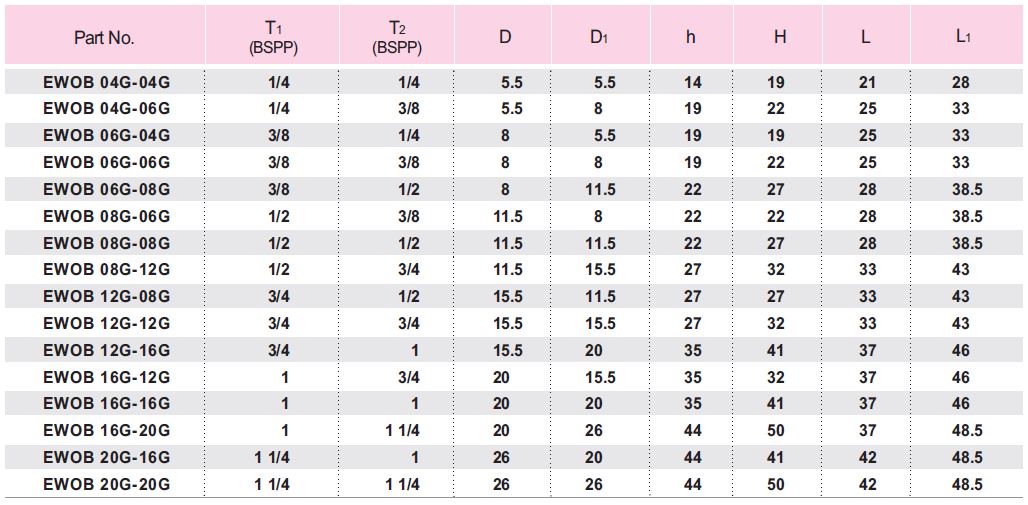 Part No. T1 (BSPP) T2 (BSPP) D D1 h H L L1
EWOB 04G-04G 1/4 1/4 5.5 5.5 14 19 21 28
EWOB 04G-06G 1/4 3/8 5.5 8 19 22 25 33
EWOB 06G-04G 3/8 1/4 8 5.5 19 19 25 33
EWOB 06G-06G 3/8 3/8 8 8 19 22 25 33
EWOB 06G-08G 3/8 1/2 8 11.5 22 27 28 38.5
EWOB 08G-06G 1/2 3/8 11.5 8 22 22 28 38.5
EWOB 08G-08G 1/2 1/2 11.5 11.5 22 27 28 38.5
EWOB 08G-12G 1/2 3/4 11.5 15.5 27 32 33 43
EWOB 12G-08G 3/4 1/2 15.5 11.5 27 27 33 43
EWOB 12G-12G 3/4 3/4 15.5 15.5 27 32 33 43
EWOB 12G-16G 3/4 1 15.5 20 35 41 37 46
EWOB 16G-12G 1 3/4 20 15.5 35 32 37 46
EWOB 16G-16G 1 1 20 20 35 41 37 46
EWOB 16G-20G 1 1 1/4 20 26 44 50 37 48.5
EWOB 20G-16G 1 1/4 1 26 20 44 41 42 48.5
EWOB 20G-20G 1 1/4 1 1/4 26 26 44 50 42 48.5